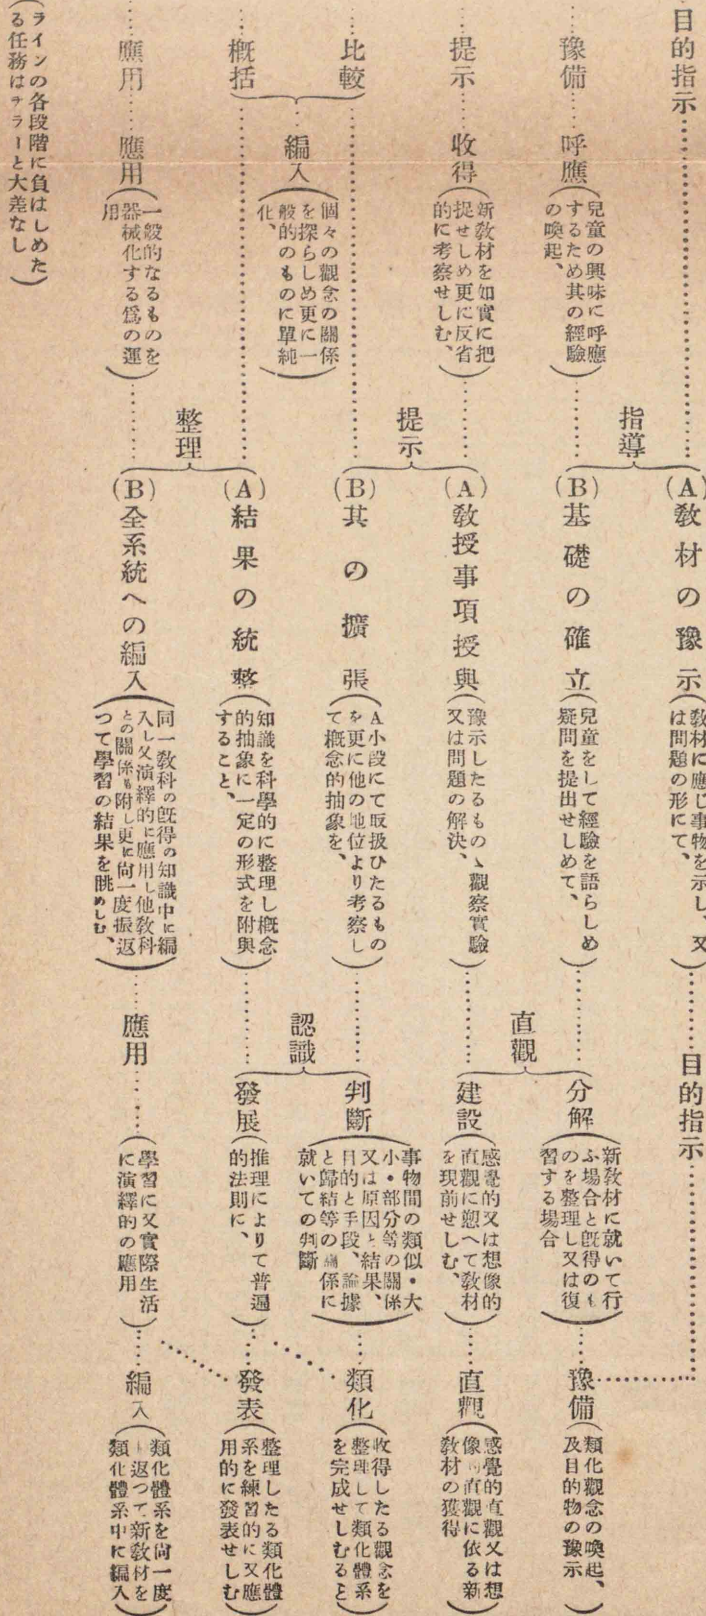 目的指示
(A)教材の豫示
教材に應じ事物を示し、又
は問題の形にて、
目的指示
豫備
呼應
兒童の興味に呼應
するため其の經驗
の喚起、
指導
(B)基礎の確立
兒童をして經驗を語らしめ
疑問を提出せしめて、
直觀
分解
新敎材に就いて行
ふ場合と旣得のも
のを整理し又は復
習する場合
豫備
類化觀念の喚起、
及目的物の豫示
提示
收得
新敎材を如實に把
捉せしめ更に反省
的に考察せしむ、
(A)敎授事項授與
豫示したるものゝ觀察實驗
又は問題の解決、
建設
感覺的又は想像的
直觀に愬へて敎材
を現前せしむ、
直觀
感覺的直觀又は想
像的直觀に依る新
敎材の獲得
比較
編入
個々の觀念の關係
を探らしめ更に一
般的のものに單純
化、
提示
(B)其の擴張
A小段にて取扱ひたるもの
を更に他の地位より考察し
て槪念的抽象を、
認識
判斷
事物間の類似・大
小・部分等の關係
又は原因と結果、
目的と手段、論據
と歸結等の關係に
就いての判斷
類化
收得したる觀念を
整理して類化體系
を完成せしむると
槪括
(A)結果の統整
知識を科學的に整理し槪念
的抽象に一定の形式を附與
すること、
發展
推理によりて普遍
的法則に、
發表
整理したる類化體
系を練習的に又應
用的に發表せしむ
應用
應用
一般的なるものを
器械化する爲の運
用
整理
(B)全系統への編入
同一敎科の旣得の知識中に編
入し又演繹的に應用し他敎科
との關係も附し更に尙一度振返
つて學習の結果を眺めしむ、
應用
學習に又實際生活
に演繹的の應用
編入
類化體系を尙一度
返つて新敎材を
類化體系中に編入
(ラインの各段階に負はしめた
る任務はチラーと大差なし)